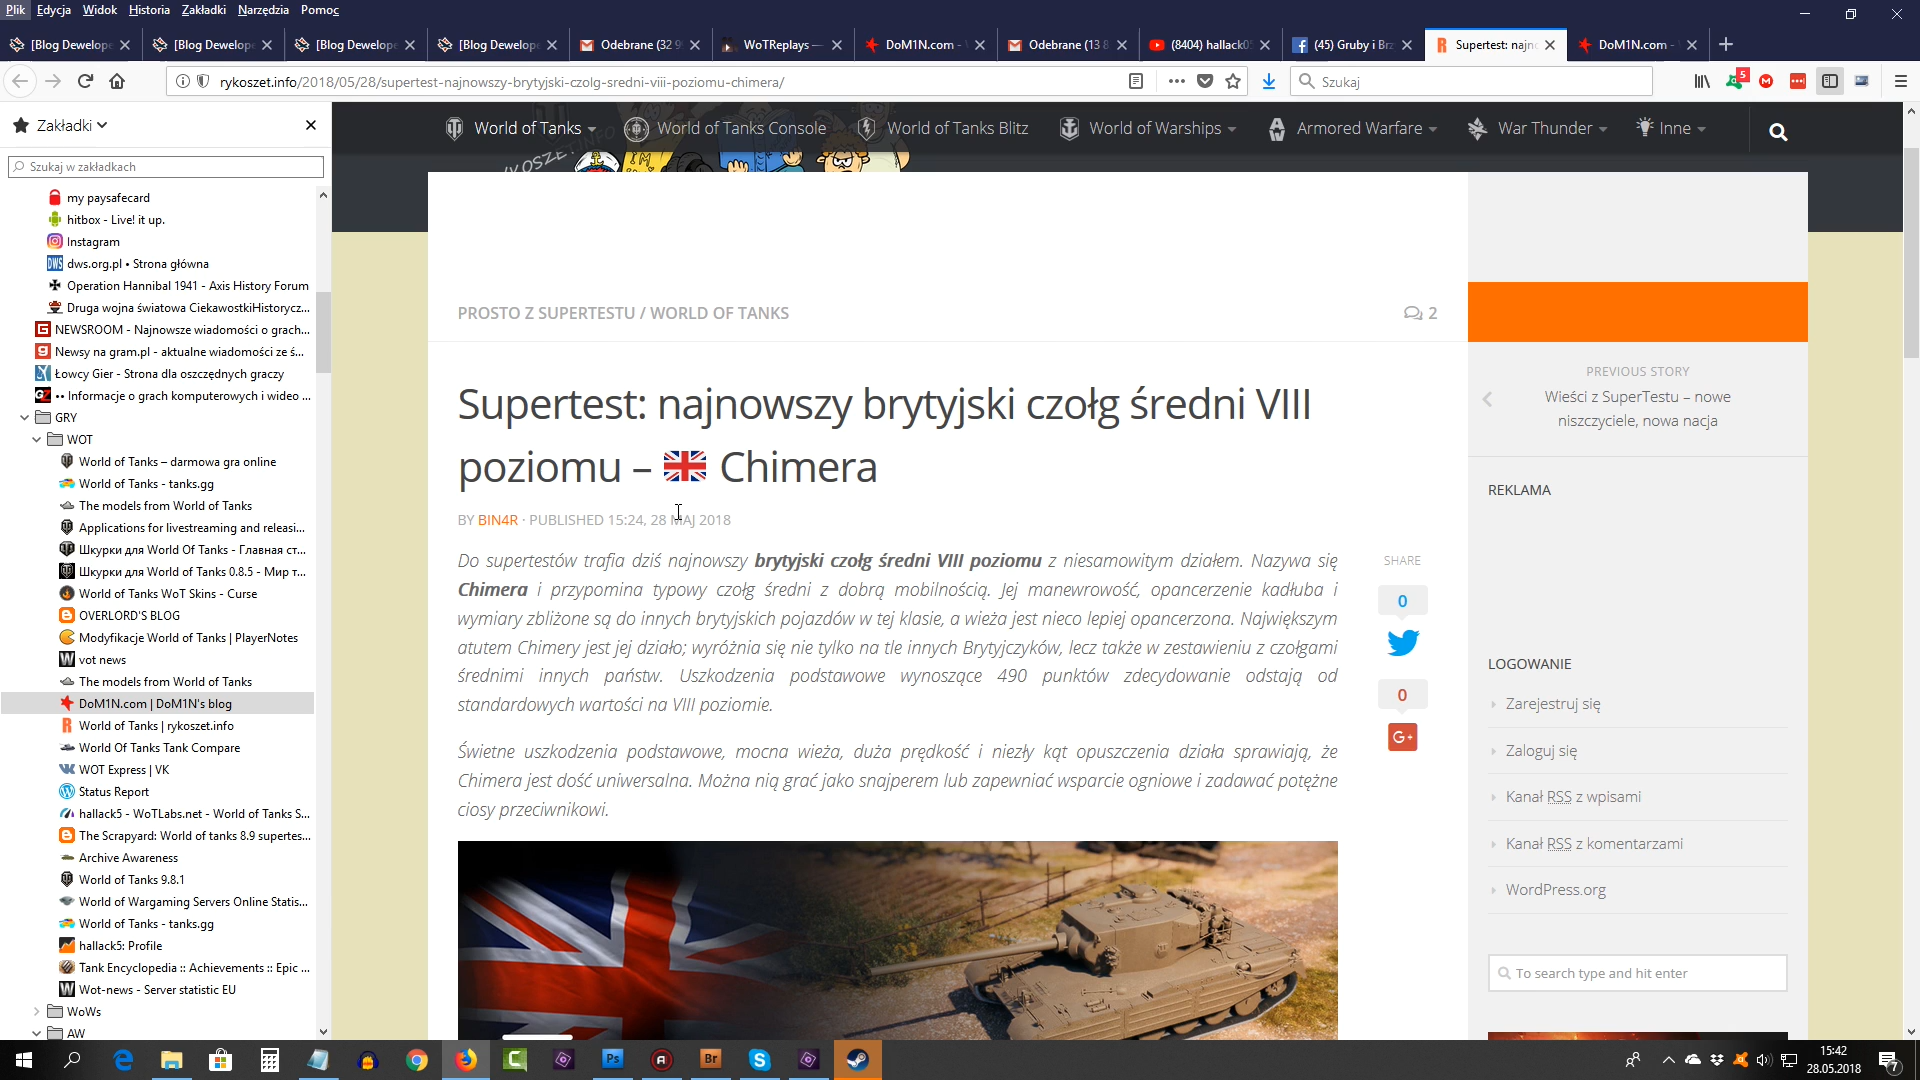 Plik Edycja Widok Historia Zakładki Narzędzia Pomoc
[Blog Dewelope [Blog Dewelope [Blog Dewelope [Blog Dewelope Odebrane (32 9 WoTReplays — DoM1N.com - Odebrane (13 8 (8404) hallack0 (45) Gruby i Brz Supertest: najno DoM1N.com -
rykoszet.info/2018/05/28/supertest-najnowszy-brytyjski-czolg-sredni-viii-poziomu-chimera/
Szukaj
5
Zakładki
Szukaj w zakładkach
my paysafecard
hitbox - Live! it up.
Instagram
dws.org.pl • Strona główna
Operation Hannibal 1941 - Axis History Forum
Druga wojna światowa CiekawostkiHistorycz...
NEWSROOM - Najnowsze wiadomości o grach...
Newsy na gram.pl - aktualne wiadomości ze ś...
Łowcy Gier - Strona dla oszczędnych graczy
•• Informacje o grach komputerowych i wideo ...
GRY
WOT
World of Tanks – darmowa gra online
World of Tanks - tanks.gg
The models from World of Tanks
Applications for livestreaming and releasi...
Шкурки для World Of Tanks - Главная ст...
Шкурки для World of Tanks 0.8.5 - Мир т...
World of Tanks WoT Skins - Curse
OVERLORD'S BLOG
Modyfikacje World of Tanks | PlayerNotes
vot news
The models from World of Tanks
DoM1N.com | DoM1N's blog
World of Tanks | rykoszet.info
World Of Tanks Tank Compare
WOT Express | VK
Status Report
hallack5 - WoTLabs.net - World of Tanks S...
The Scrapyard: World of tanks 8.9 supertes...
Archive Awareness
World of Tanks 9.8.1
World of Wargaming Servers Online Statis...
World of Tanks - tanks.gg
hallack5: Profile
Tank Encyclopedia :: Achievements :: Epic ...
Wot-news - Server statistic EU
WoWs
AW
World of Tanks World of Tanks Console World of Tanks Blitz World of Warships Armored Warfare War Thunder Inne
PROSTO Z SUPERTESTU / WORLD OF TANKS
2
Supertest: najnowszy brytyjski czołg średni VIII
poziomu – Chimera
BY BIN4R · PUBLISHED 15:24, 28 MAJ 2018
Do supertestów trafia dziś najnowszy brytyjski czołg średni VIII poziomu z niesamowitym działem. Nazywa się
Chimera i przypomina typowy czołg średni z dobrą mobilnością. Jej manewrowość, opancerzenie kadłuba i
wymiary zbliżone są do innych brytyjskich pojazdów w tej klasie, a wieża jest nieco lepiej opancerzona. Największym
atutem Chimery jest jej działo; wyróżnia się nie tylko na tle innych Brytyjczyków, lecz także w zestawieniu z czołgami
średnimi innych państw. Uszkodzenia podstawowe wynoszące 490 punktów zdecydowanie odstają od
standardowych wartości na VIII poziomie.
Świetne uszkodzenia podstawowe, mocna wieża, duża prędkość i niezły kąt opuszczenia działa sprawiają, że
Chimera jest dość uniwersalna. Można nią grać jako snajperem lub zapewniać wsparcie ogniowe i zadawać potężne
ciosy przeciwnikowi.
SHARE
0
0
G+
PREVIOUS STORY
Wieści z SuperTestu – nowe
niszczyciele, nowa nacja
REKLAMA
LOGOWANIE
Zarejestruj się
Zaloguj się
Kanał RSS z wpisami
Kanał RSS z komentarzami
WordPress.org
To search type and hit enter
Ps
Br
15:42
28.05.2018
7